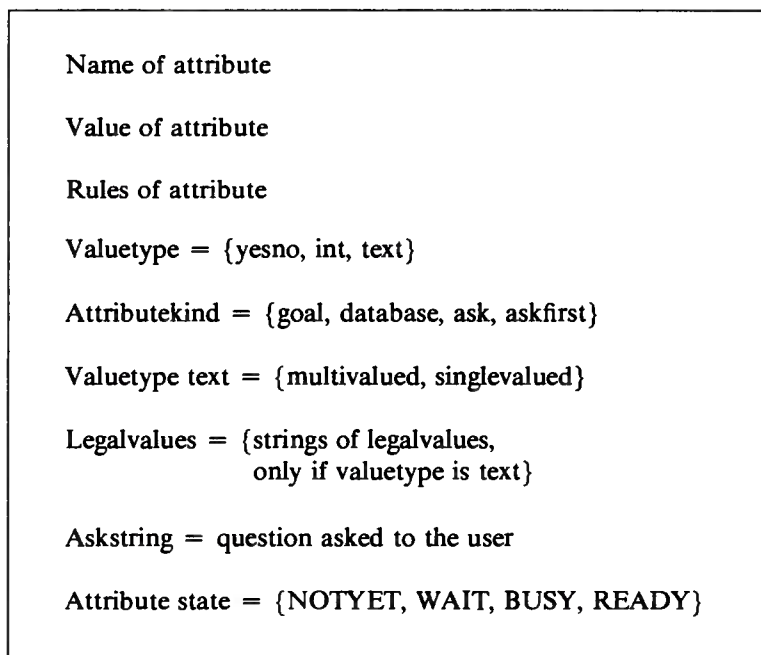 Name of attribute
Value of attribute
Rules of attribute
Valuetype = {yesno, int, text}
Attributekind = {goal, database, ask, askfirst}
Valuetype text = {multivalued, singlevalued}
Legalvalues = {strings of legalvalues,
only if valuetype is text}
Askstring = question asked to the user
Attribute state = {NOTYET, WAIT, BUSY, READY}